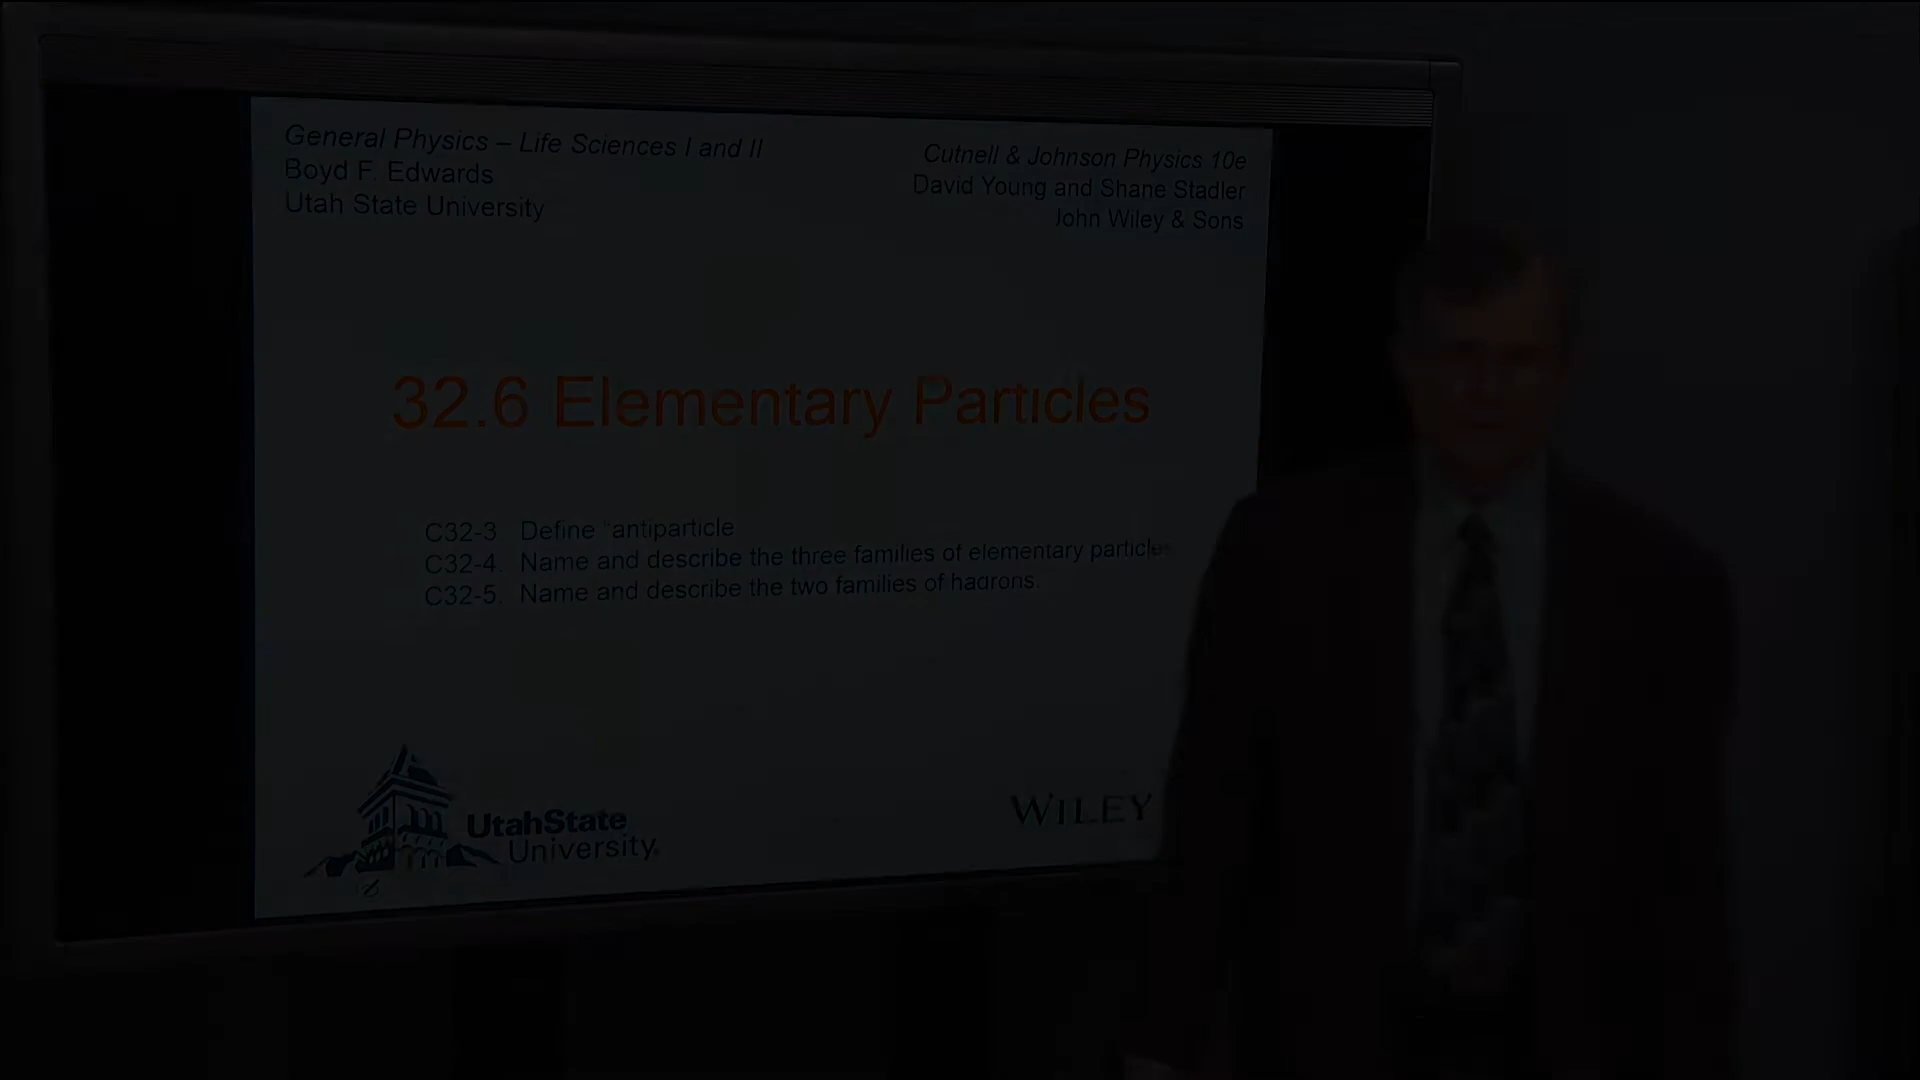 General Physics – Life Sciences I and II
Boyd F. Edwards
Utah State University
Cutnell & Johnson Physics 10e
David Young and Shane Stadler
John Wiley & Sons
32.6 Elementary Particles
C32-3 Define “antiparticle
C32-4. Name and describe the three families of elementary particle
C32-5. Name and describe the two families of hadrons.
UtahState
University
WILEY